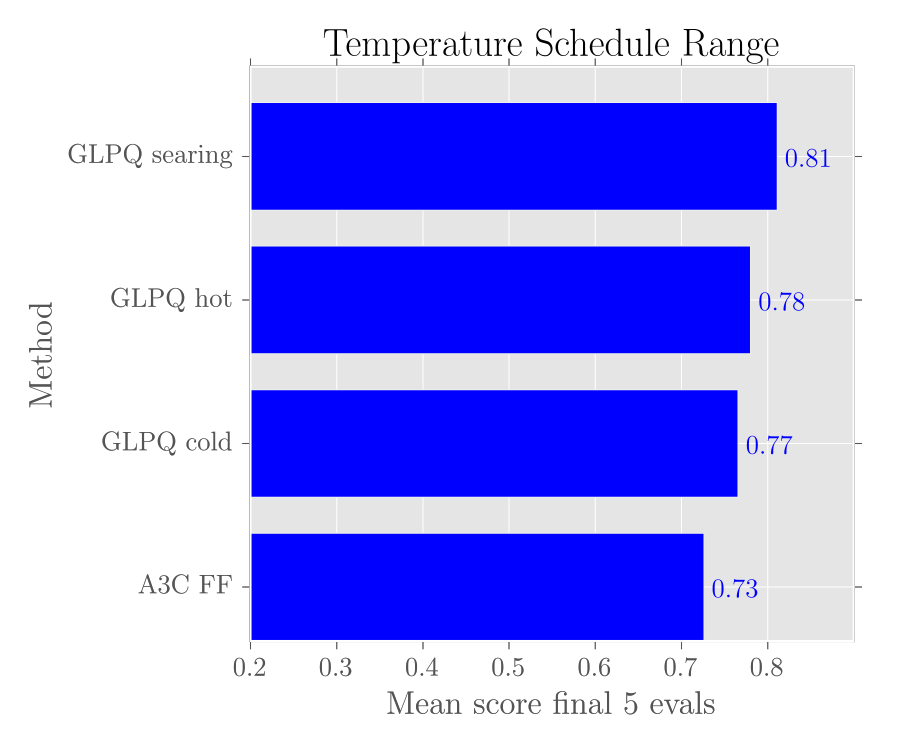 Temperature Schedule Range
GLPQ searing
0.81
GLPQ hot
0.78
Method
GLPQ cold
0.77
A3C FF
0.73
0.2 0.3 0.4 0.5 0.6 0.7 0.8
Mean score final 5 evals